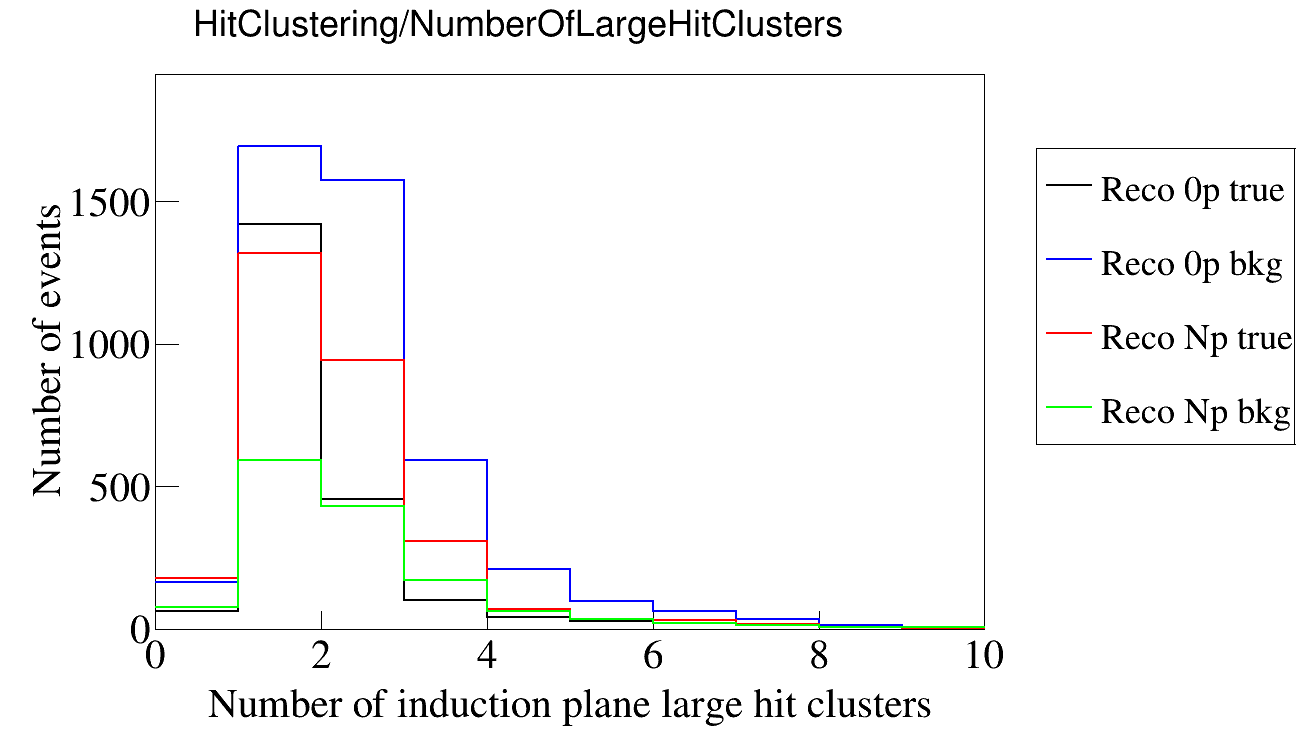 HitClustering/NumberOfLargeHitClusters
Number of events
1500
1000
500
0
0 2 4 6 8 10
Number of induction plane large hit clusters
Reco 0p true
Reco 0p bkg
Reco Np true
Reco Np bkg